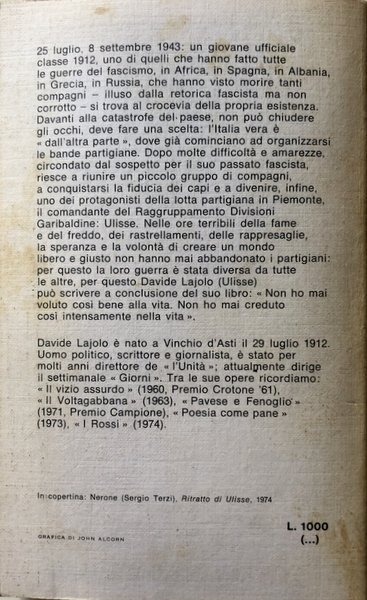 25 luglio, 8 settembre 1943: un giovane ufficiale
classe 1912, uno di quelli che hanno fatto tutte
le guerre del fascismo, in Africa, in Spagna, in Albania,
in Grecia, in Russia, che hanno visto morire tanti
compagni - illuso dalla retorica fascista ma non
corrotto - si trova al crocevia della propria esistenza.
Davanti alla catastrofe del paese, non può chiudere
gli occhi, deve fare una scelta: l'Italia vera è
« dall'altra parte », dove già cominciano ad organizzarsi
le bande partigiane. Dopo molte difficoltà e amarezze,
circondato dal sospetto per il suo passato fascista,
riesce a riunire un piccolo gruppo di compagni,
a conquistarsi la fiducia dei capi e a divenire, infine,
uno dei protagonisti della lotta partigiana in Piemonte,
il comandante del Raggruppamento Divisioni
Garibaldine: Ulisse. Nelle ore terribili della fame
e del freddo, dei rastrellamenti, delle rappresaglie,
la speranza e la volontà di creare un mondo
libero e giusto non hanno mai abbandonato i partigiani:
per questo la loro guerra è stata diversa da tutte
le altre, per questo Davide Lajolo (Ulisse)
può scrivere a conclusione del suo libro: « Non ho mai
voluto così bene alla vita. Non ho mai creduto
così intensamente nella vita ».
Davide Lajolo è nato a Vinchio d'Asti il 29 luglio 1912.
Uomo politico, scrittore e giornalista, è stato per
molti anni direttore de « l'Unità »; attualmente dirige
il settimanale « Giorni ». Tra le sue opere ricordiamo:
« Il vizio assurdo » (1960, Premio Crotone '61),
« Il Voltagabbana » (1963), « Pavese e Fenoglio »
(1971, Premio Campione), « Poesia come pane »
(1973), « I Rossi » (1974).
In copertina: Nerone (Sergio Terzi), Ritratto di Ulisse, 1974
L. 1000
GRAFICA DI JOHN ALCORN
(...)